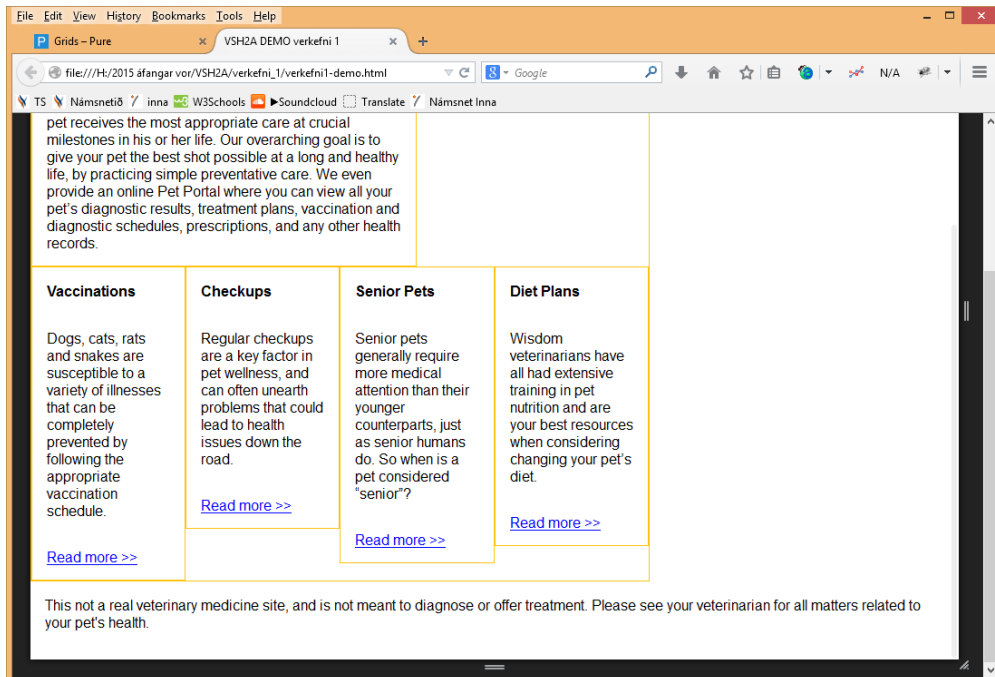 File Edit View History Bookmarks Tools Help
Grids – Pure × VSH2A DEMO verkefni 1 × +
file:///H:/2015 áfangar vor/VSH2A/verkefni_1/verkefni1-demo.html Google N/A
TS Námsnetið inna W3Schools ▶Soundcloud Translate Námsnet Inna
pet receives the most appropriate care at crucial
milestones in his or her life. Our overarching goal is to
give your pet the best shot possible at a long and healthy
life, by practicing simple preventative care. We even
provide an online Pet Portal where you can view all your
pet’s diagnostic results, treatment plans, vaccination and
diagnostic schedules, prescriptions, and any other health
records.
Vaccinations
Dogs, cats, rats
and snakes are
susceptible to a
variety of illnesses
that can be
completely
prevented by
following the
appropriate
vaccination
schedule.
Read more >>
Checkups
Regular checkups
are a key factor in
pet wellness, and
can often unearth
problems that could
lead to health
issues down the
road.
Read more >>
Senior Pets
Senior pets
generally require
more medical
attention than their
younger
counterparts, just
as senior humans
do. So when is a
pet considered
“senior”?
Read more >>
Diet Plans
Wisdom
veterinarians have
all had extensive
training in pet
nutrition and are
your best resources
when considering
changing your pet’s
diet.
Read more >>
This not a real veterinary medicine site, and is not meant to diagnose or offer treatment. Please see your veterinarian for all matters related to
your pet's health.